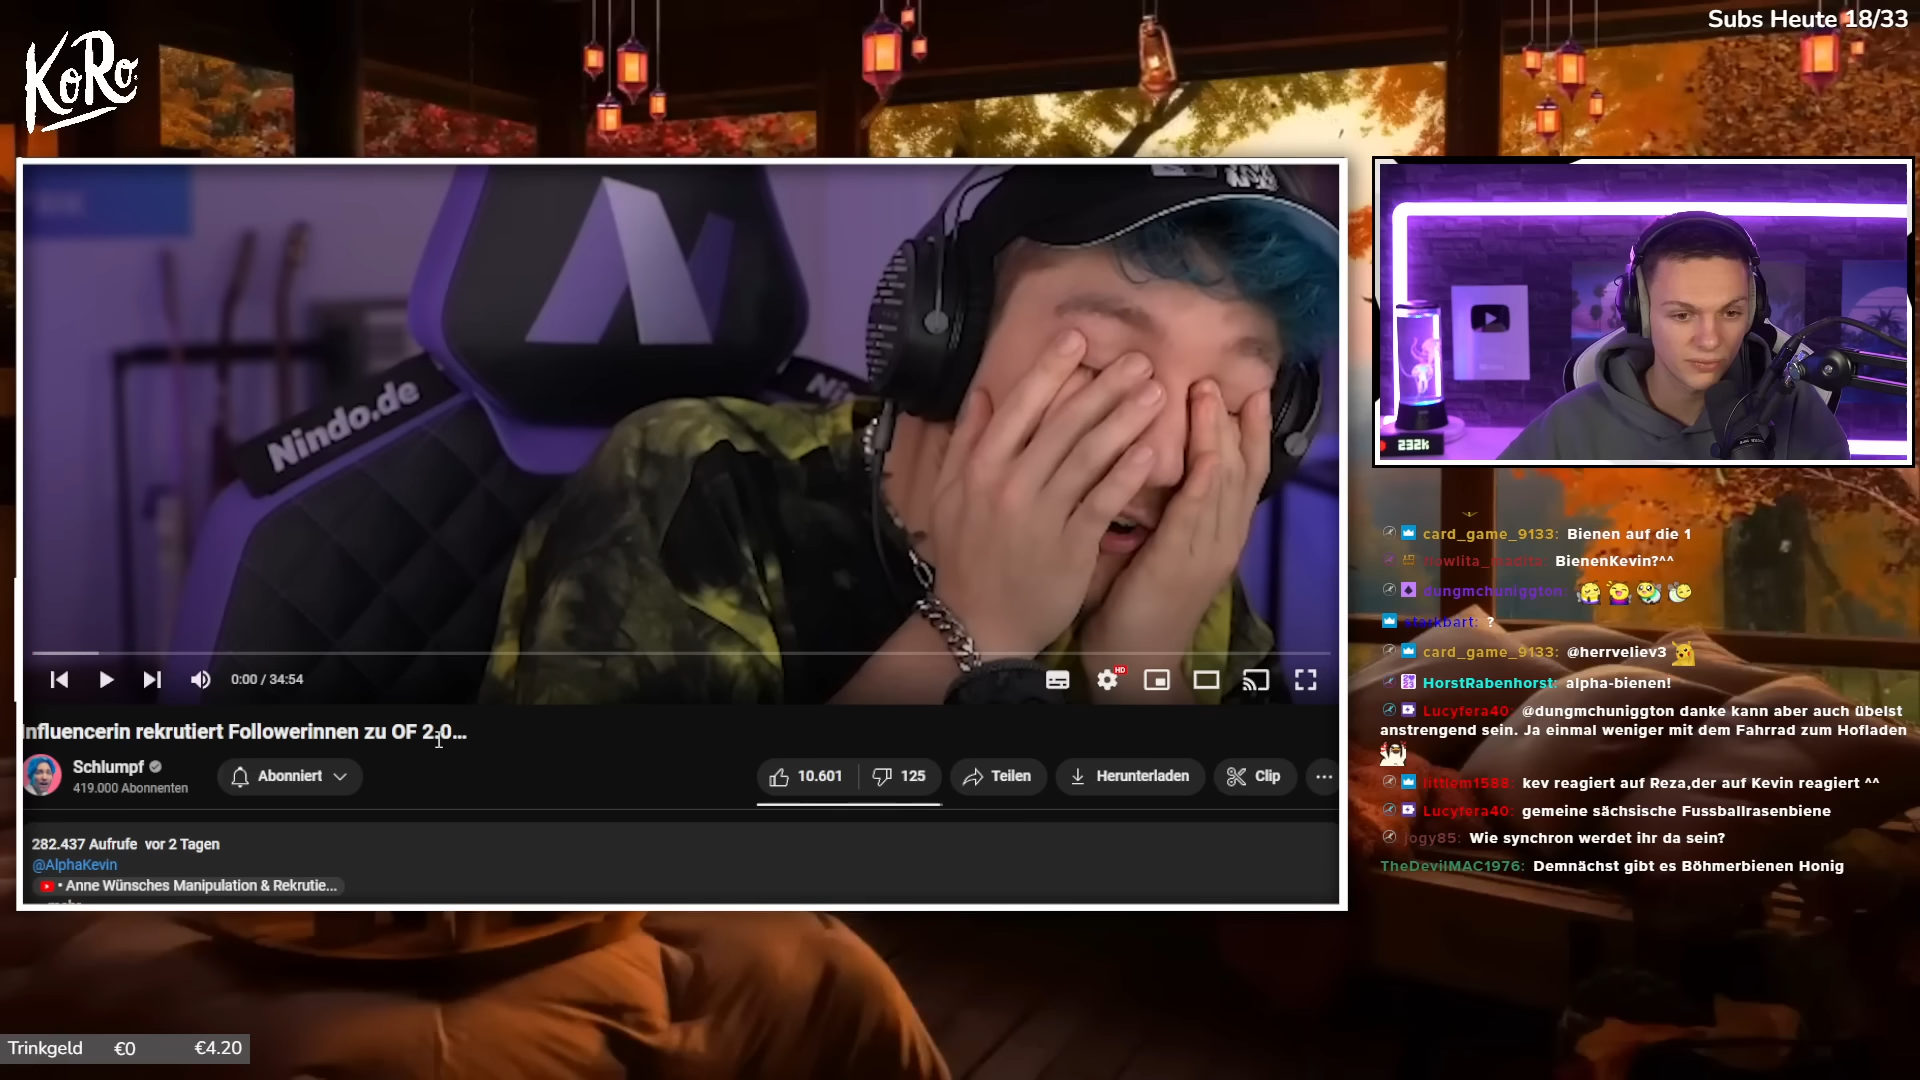 Subs Heute 18/33
KoRo
Nindo.de
0:00 / 34:54
HD
Influencerin rekrutiert Followerinnen zu OF 2.0...
Schlumpf
419.000 Abonnenten
Abonniert
10.601
125
Teilen
Herunterladen
Clip
282.437 Aufrufe vor 2 Tagen
@AlphaKevin
• Anne Wünsches Manipulation & Rekrutie...
232k
card_game_9133: Bienen auf die 1
BienenKevin?^^
dungmchuniggton:
starkbart: ?
card_game_9133: @herrveliev3
HorstRabenhorst: alpha-bienen!
Lucyfera40: @dungmchuniggton danke kann aber auch übelst
anstrengend sein. Ja einmal weniger mit dem Fahrrad zum Hofladen
littlem1588: kev reagiert auf Reza,der auf Kevin reagiert ^^
Lucyfera40: gemeine sächsische Fussballrasenbiene
jogy85: Wie synchron werdet ihr da sein?
TheDevilMAC1976: Demnächst gibt es Böhmerbienen Honig
Trinkgeld €0 €4.20